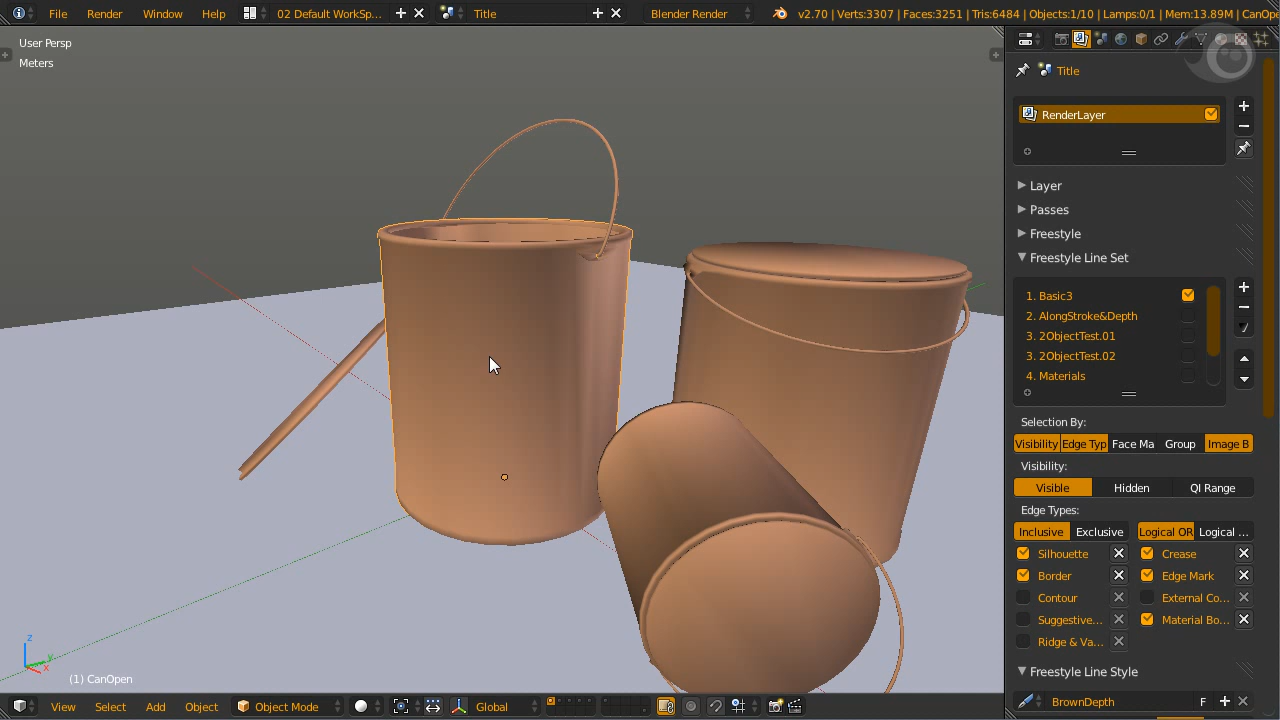 File Render Window Help 02 Default WorkSp... Title Blender Render v2.70 | Verts:3307 | Faces:3251 | Tris:6484 | Objects:1/10 | Lamps:0/1 | Mem:13.89M | CanOpe
User Persp
Meters
Title
RenderLayer
Layer
Passes
Freestyle
Freestyle Line Set
1. Basic3
2. AlongStroke&Depth
3. 2ObjectTest.01
3. 2ObjectTest.02
4. Materials
Selection By:
Visibility Edge Typ Face Ma Group Image B
Visibility:
Visible Hidden QI Range
Edge Types:
Inclusive Exclusive Logical OR Logical ...
Silhouette Crease
Border Edge Mark
Contour External Co...
Suggestive... Material Bo...
Ridge & Va...
Freestyle Line Style
BrownDepth F
z
y
x
(1) CanOpen
View Select Add Object Object Mode Global